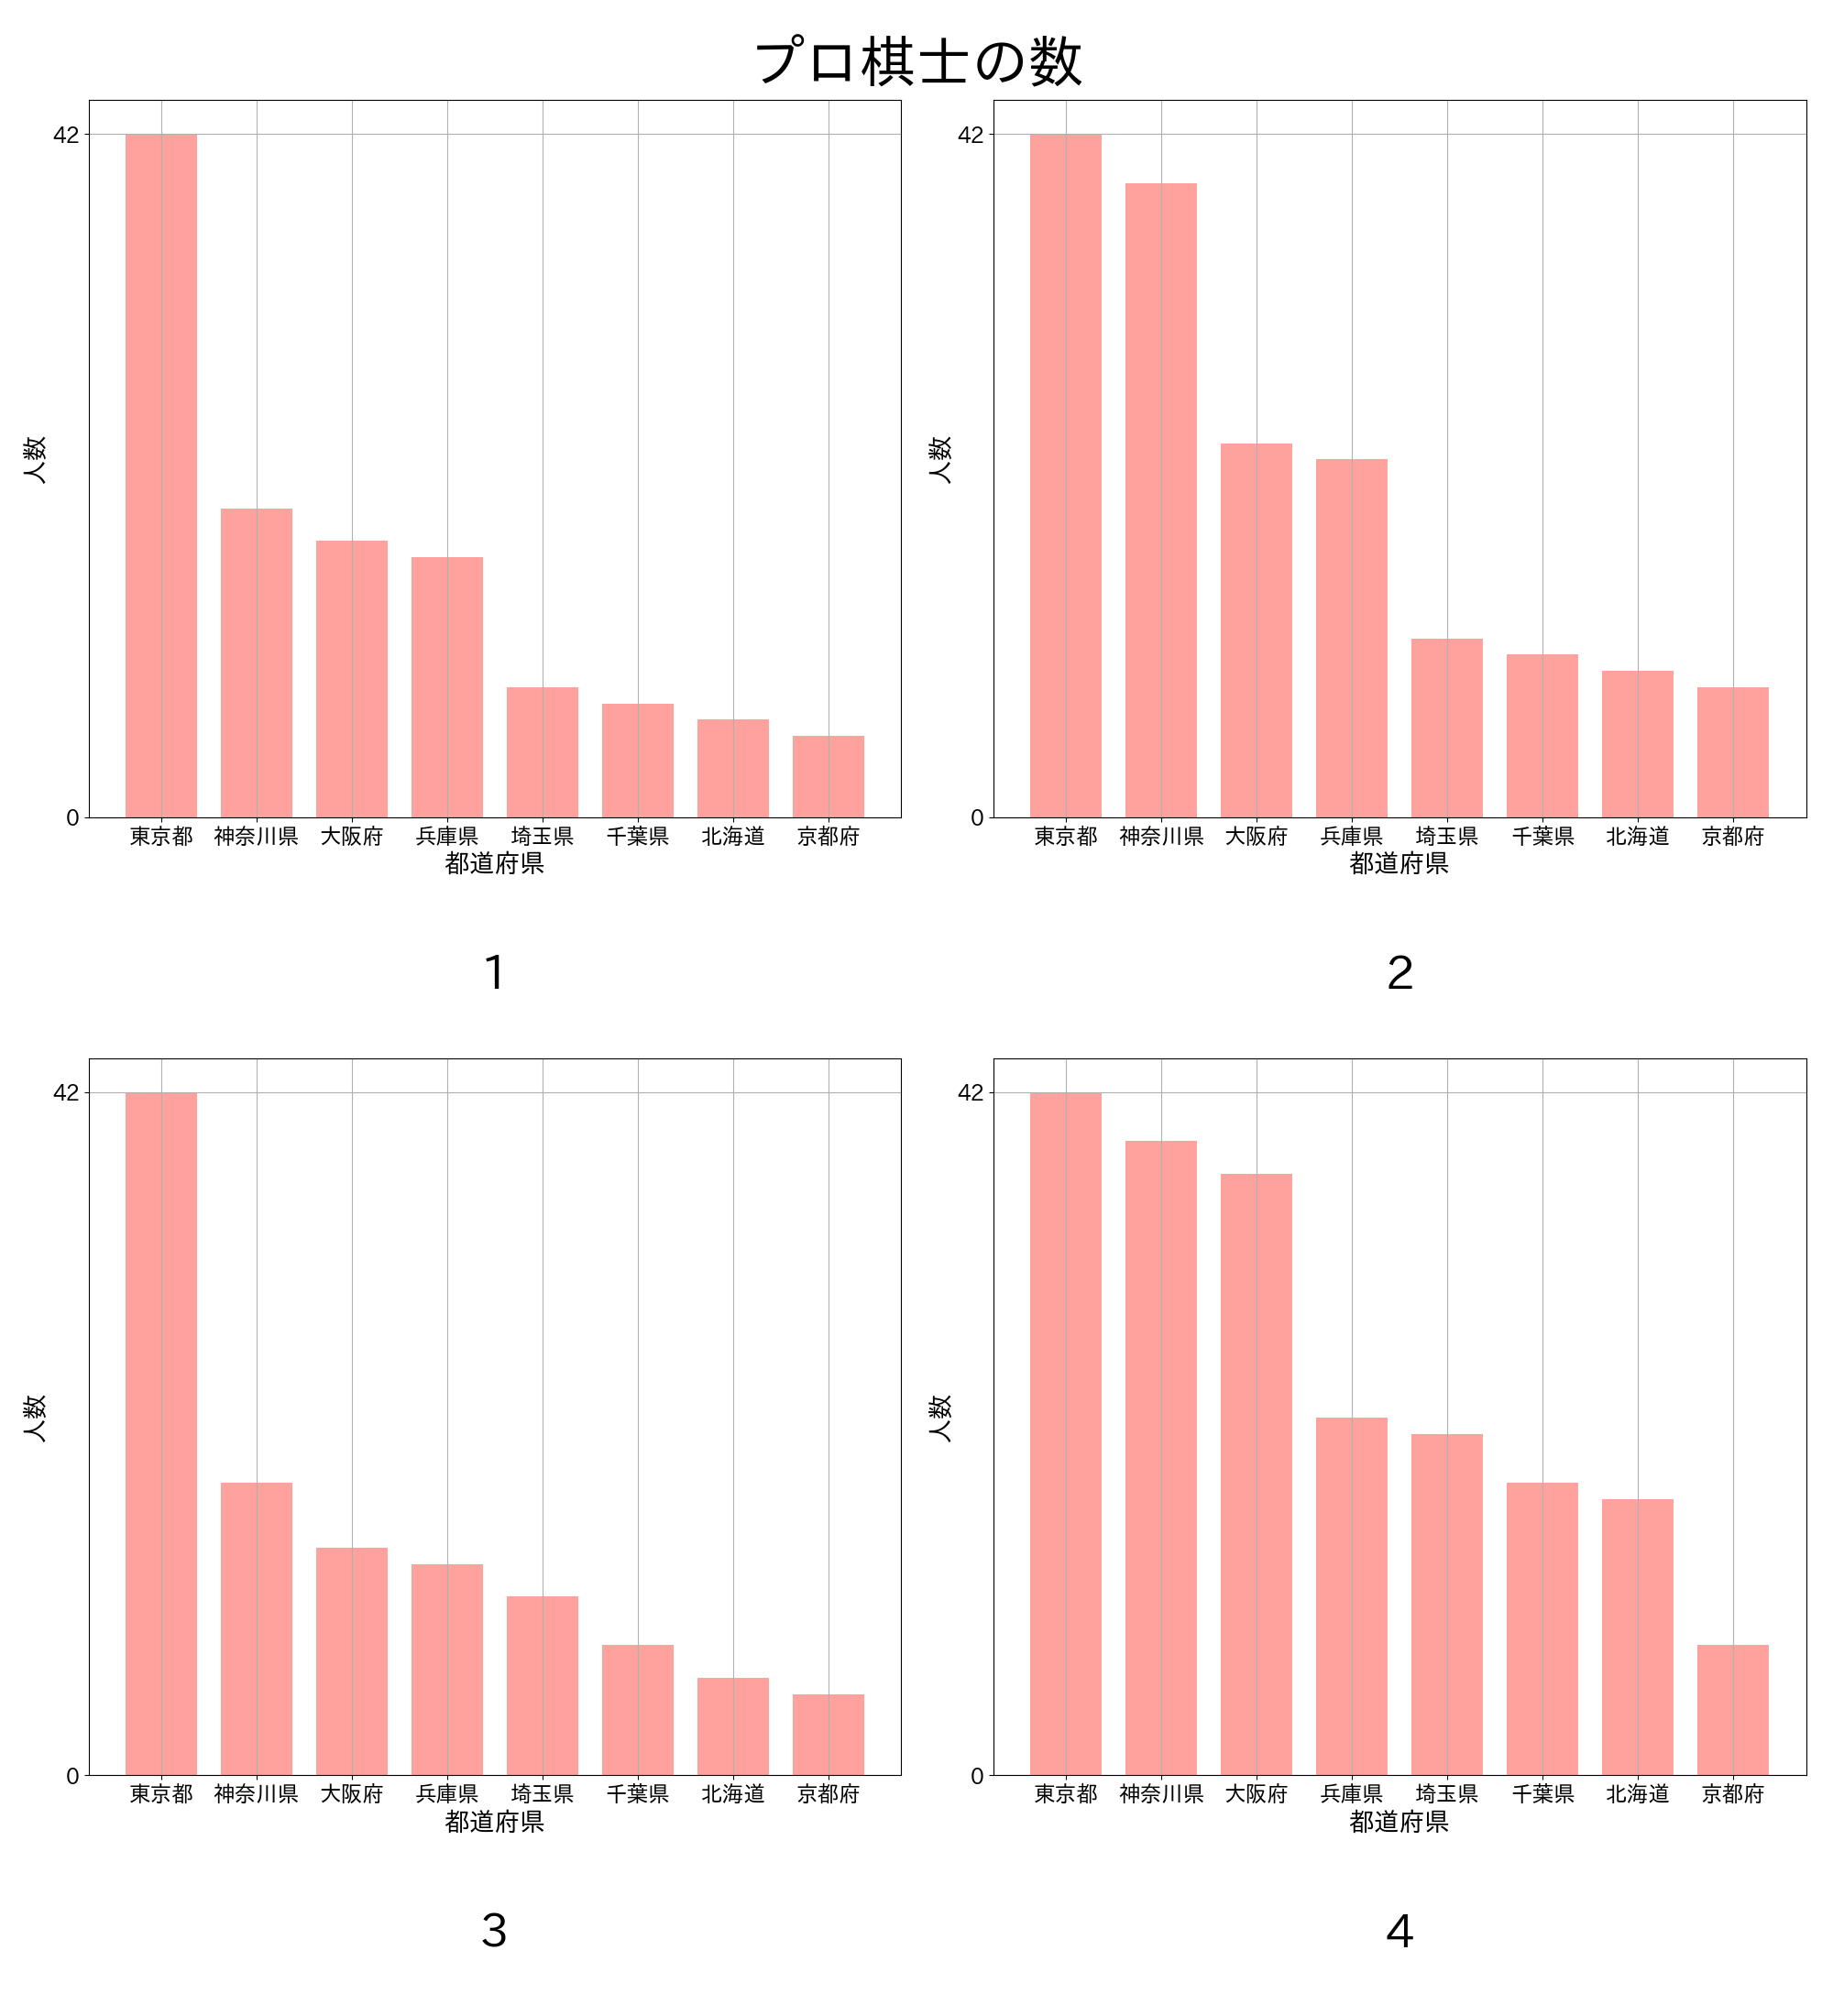 プロ棋士の数
42
0
人数
東京都 神奈川県 大阪府 兵庫県 埼玉県 千葉県 北海道 京都府
都道府県
1
42
0
人数
東京都 神奈川県 大阪府 兵庫県 埼玉県 千葉県 北海道 京都府
都道府県
2
42
0
人数
東京都 神奈川県 大阪府 兵庫県 埼玉県 千葉県 北海道 京都府
都道府県
3
42
0
人数
東京都 神奈川県 大阪府 兵庫県 埼玉県 千葉県 北海道 京都府
都道府県
4